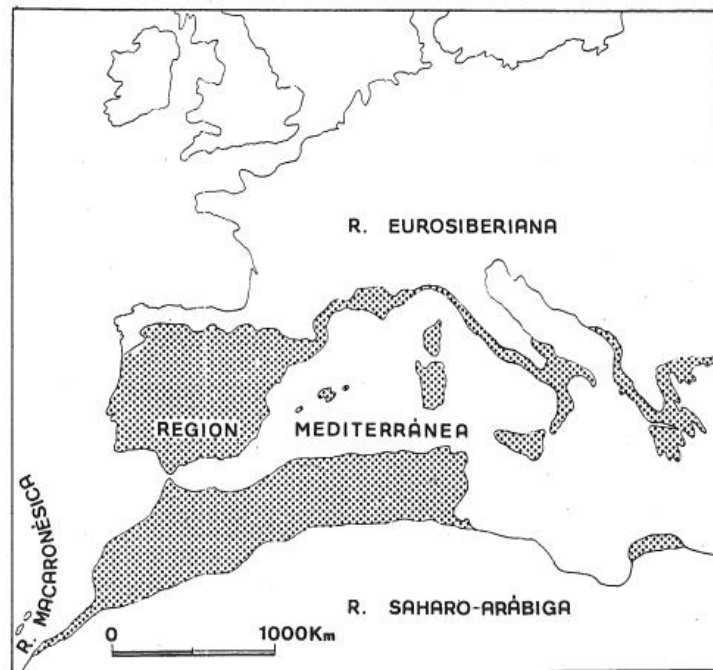 R. EUROSIBERIANA
REGION MEDITERRÁNEA
R. MACARONÉSICA
R. SAHARO-ARÁBIGA
0 1000Km